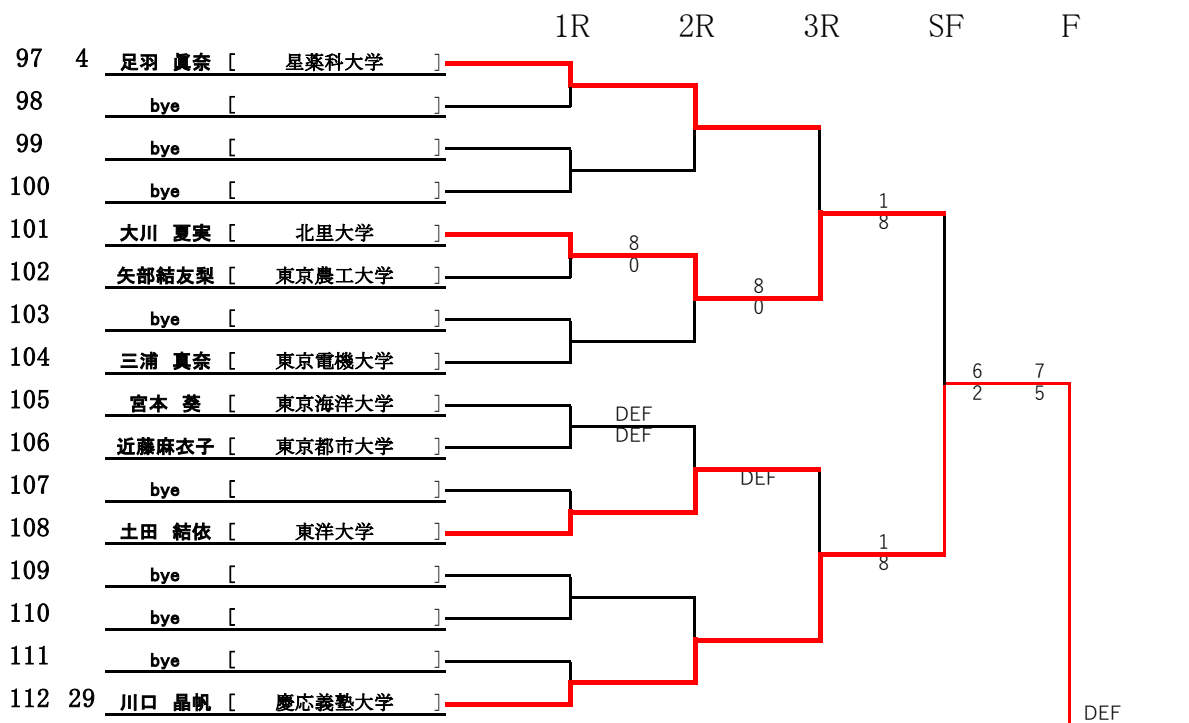 1R 2R 3R SF F
97 4 足羽 眞奈 [ 星薬科大学 ]
98 bye [ ]
99 bye [ ]
100 bye [ ]
1
8
101 大川 夏実 [ 北里大学 ]
8
0
102 矢部結友梨 [ 東京農工大学 ]
8
0
103 bye [ ]
104 三浦 真奈 [ 東京電機大学 ]
6 7
2 5
105 宮本 葵 [ 東京海洋大学 ]
DEF
DEF
106 近藤麻衣子 [ 東京都市大学 ]
DEF
107 bye [ ]
108 土田 結依 [ 東洋大学 ]
1
8
109 bye [ ]
110 bye [ ]
111 bye [ ]
112 29 川口 晶帆 [ 慶応義塾大学 ]
DEF